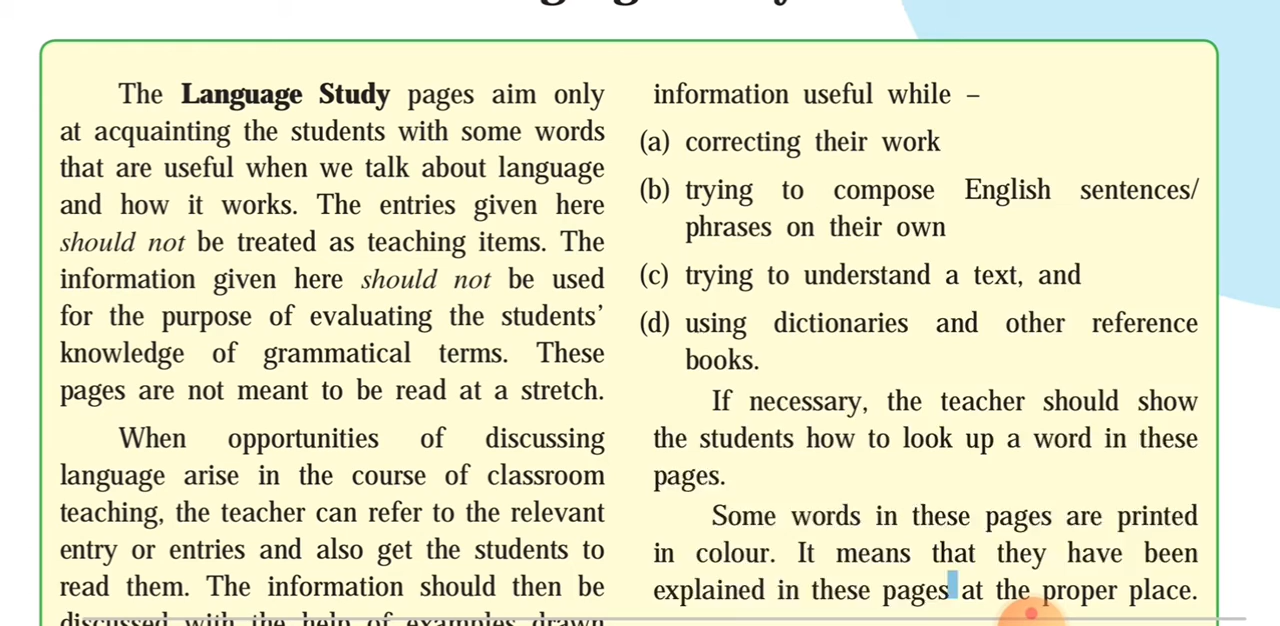 The Language Study pages aim only
at acquainting the students with some words
that are useful when we talk about language
and how it works. The entries given here
should not be treated as teaching items. The
information given here should not be used
for the purpose of evaluating the students’
knowledge of grammatical terms. These
pages are not meant to be read at a stretch.
When opportunities of discussing
language arise in the course of classroom
teaching, the teacher can refer to the relevant
entry or entries and also get the students to
read them. The information should then be
discussed with the help of examples drawn
information useful while –
(a) correcting their work
(b) trying to compose English sentences/
phrases on their own
(c) trying to understand a text, and
(d) using dictionaries and other reference
books.
If necessary, the teacher should show
the students how to look up a word in these
pages.
Some words in these pages are printed
in colour. It means that they have been
explained in these pages at the proper place.